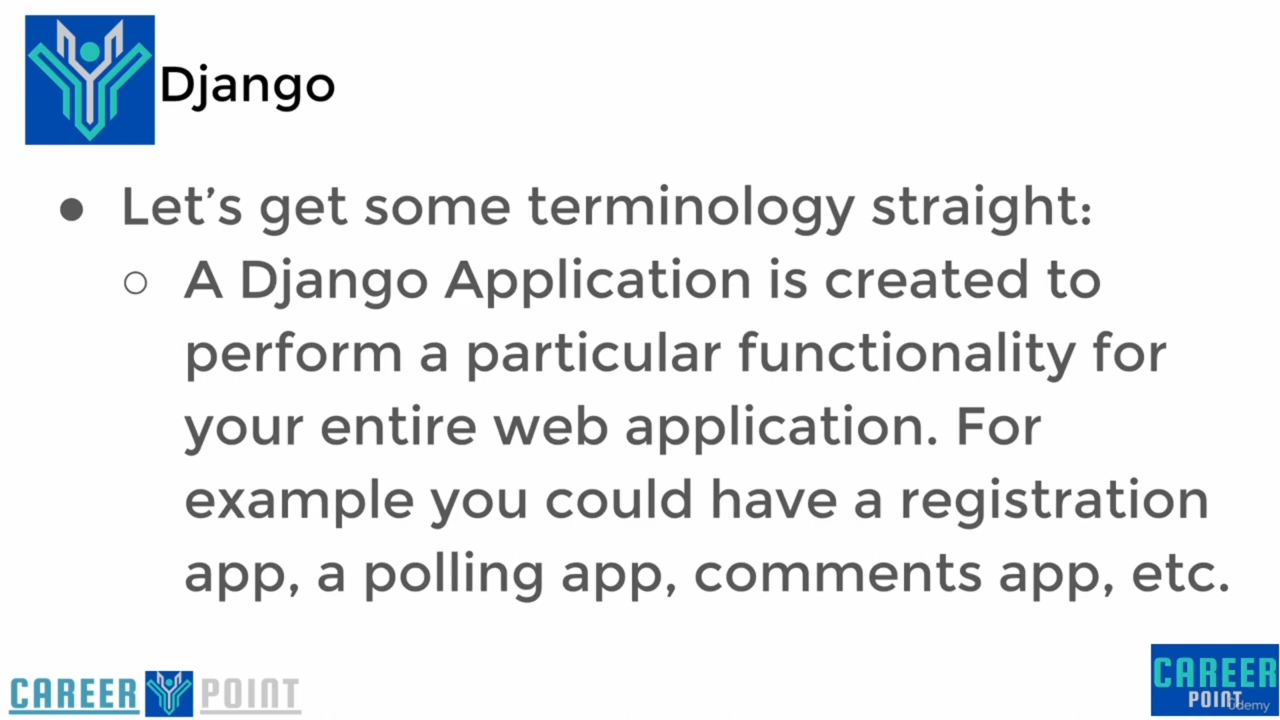 Django
● Let’s get some terminology straight:
○ A Django Application is created to
perform a particular functionality for
your entire web application. For
example you could have a registration
app, a polling app, comments app, etc.
CAREER POINT
CAREER
POINT
udemy